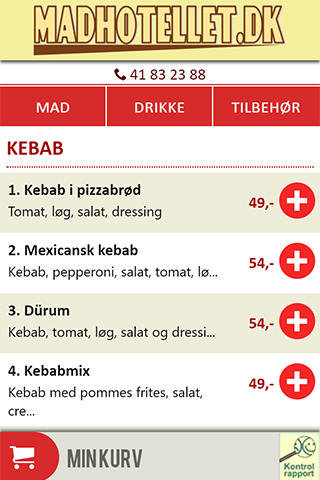 MADHOTELLET.DK
41 83 23 88
MAD
DRIKKE
TILBEHØR
KEBAB
1. Kebab i pizzabrød
Tomat, løg, salat, dressing
49,-
2. Mexicansk kebab
Kebab, pepperoni, salat, tomat, lø...
54,-
3. Dürum
Kebab, tomat, løg, salat og dressi...
54,-
4. Kebabmix
Kebab med pommes frites, salat,
cre...
49,-
MIN KURV
Kontrol
rapport